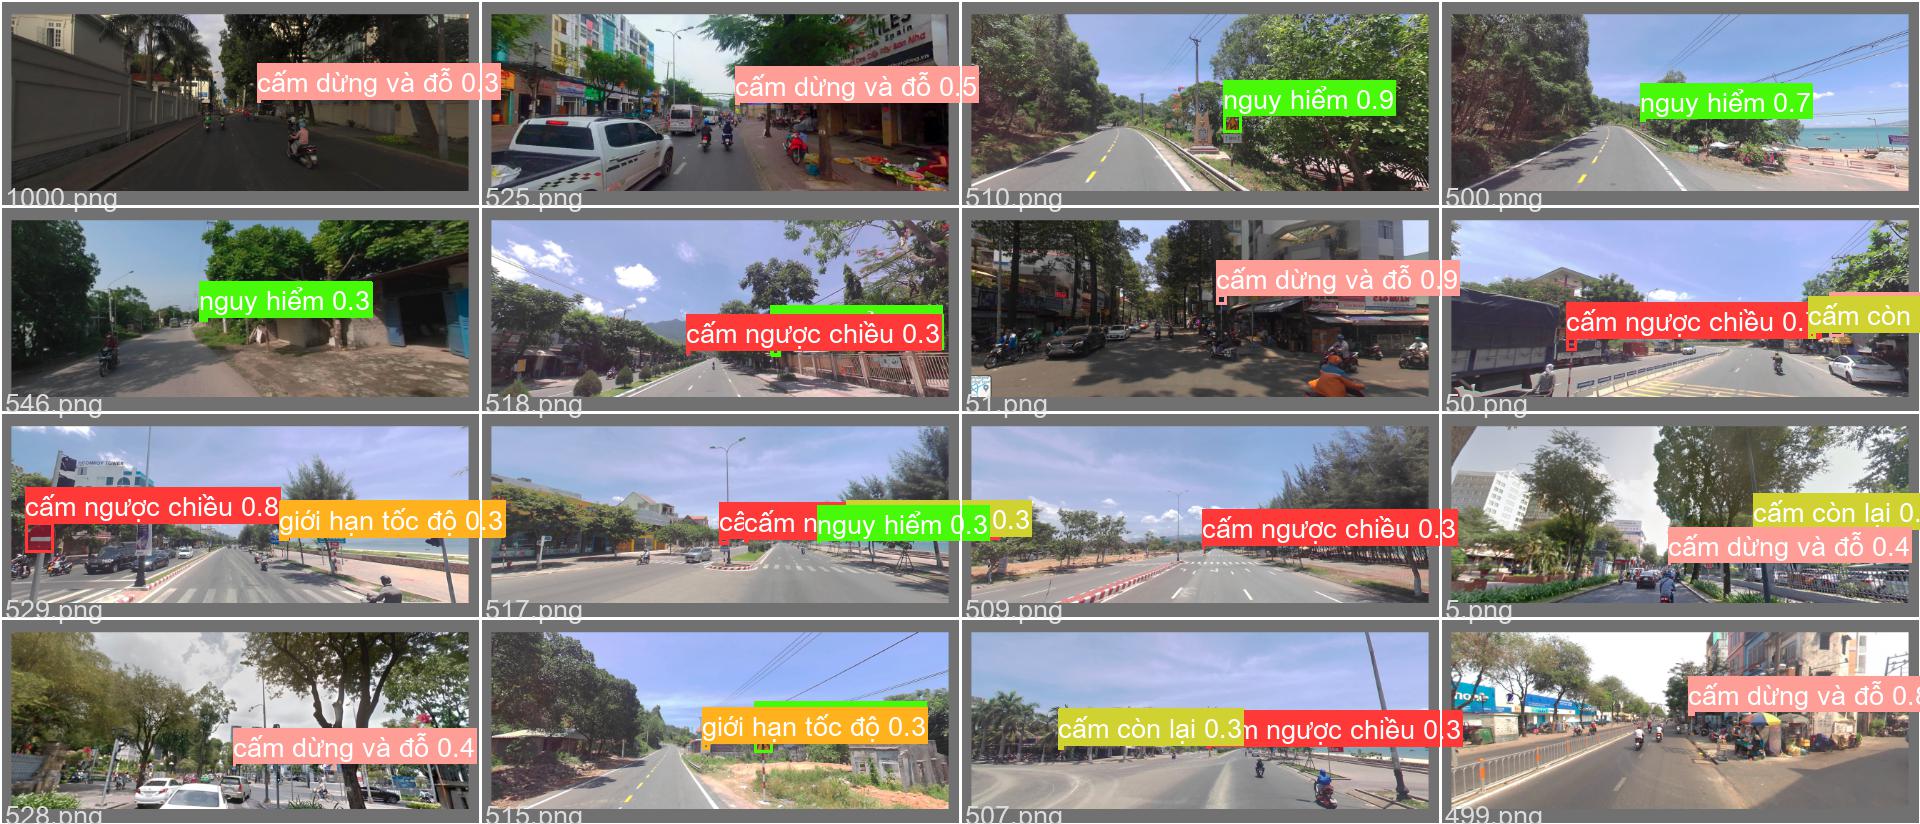 cấm dừng và đỗ 0.3
1000.png
TILES
Spain
cấm dừng và đỗ 0.5
525.png
nguy hiểm 0.9
510.png
nguy hiểm 0.7
500.png
nguy hiểm 0.3
546.png
cấm ngược chiều 0.3
518.png
cấm dừng và đỗ 0.9
51.png
cấm ngược chiều 0.
cấm còn
50.png
cấm ngược chiều 0.8
giới hạn tốc độ 0.3
529.png
cấm n
nguy hiểm 0.3
0.3
517.png
cấm ngược chiều 0.3
509.png
cấm còn lại 0.
cấm dừng và đỗ 0.4
5.png
cấm dừng và đỗ 0.4
528.png
giới hạn tốc độ 0.3
515.png
cấm còn lại 0.3
m ngược chiều 0.3
507.png
cấm dừng và đỗ 0.8
499.png